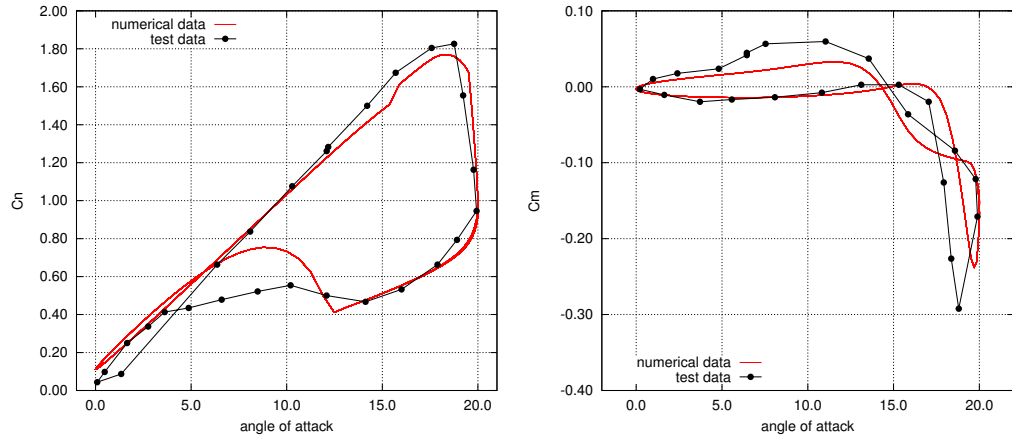 numerical data
test data
2.00
1.80
1.60
1.40
1.20
1.00
0.80
0.60
0.40
0.20
0.00
Cn
0.0 5.0 10.0 15.0 20.0
angle of attack
0.10
0.00
-0.10
-0.20
-0.30
-0.40
Cm
numerical data
test data
0.0 5.0 10.0 15.0 20.0
angle of attack